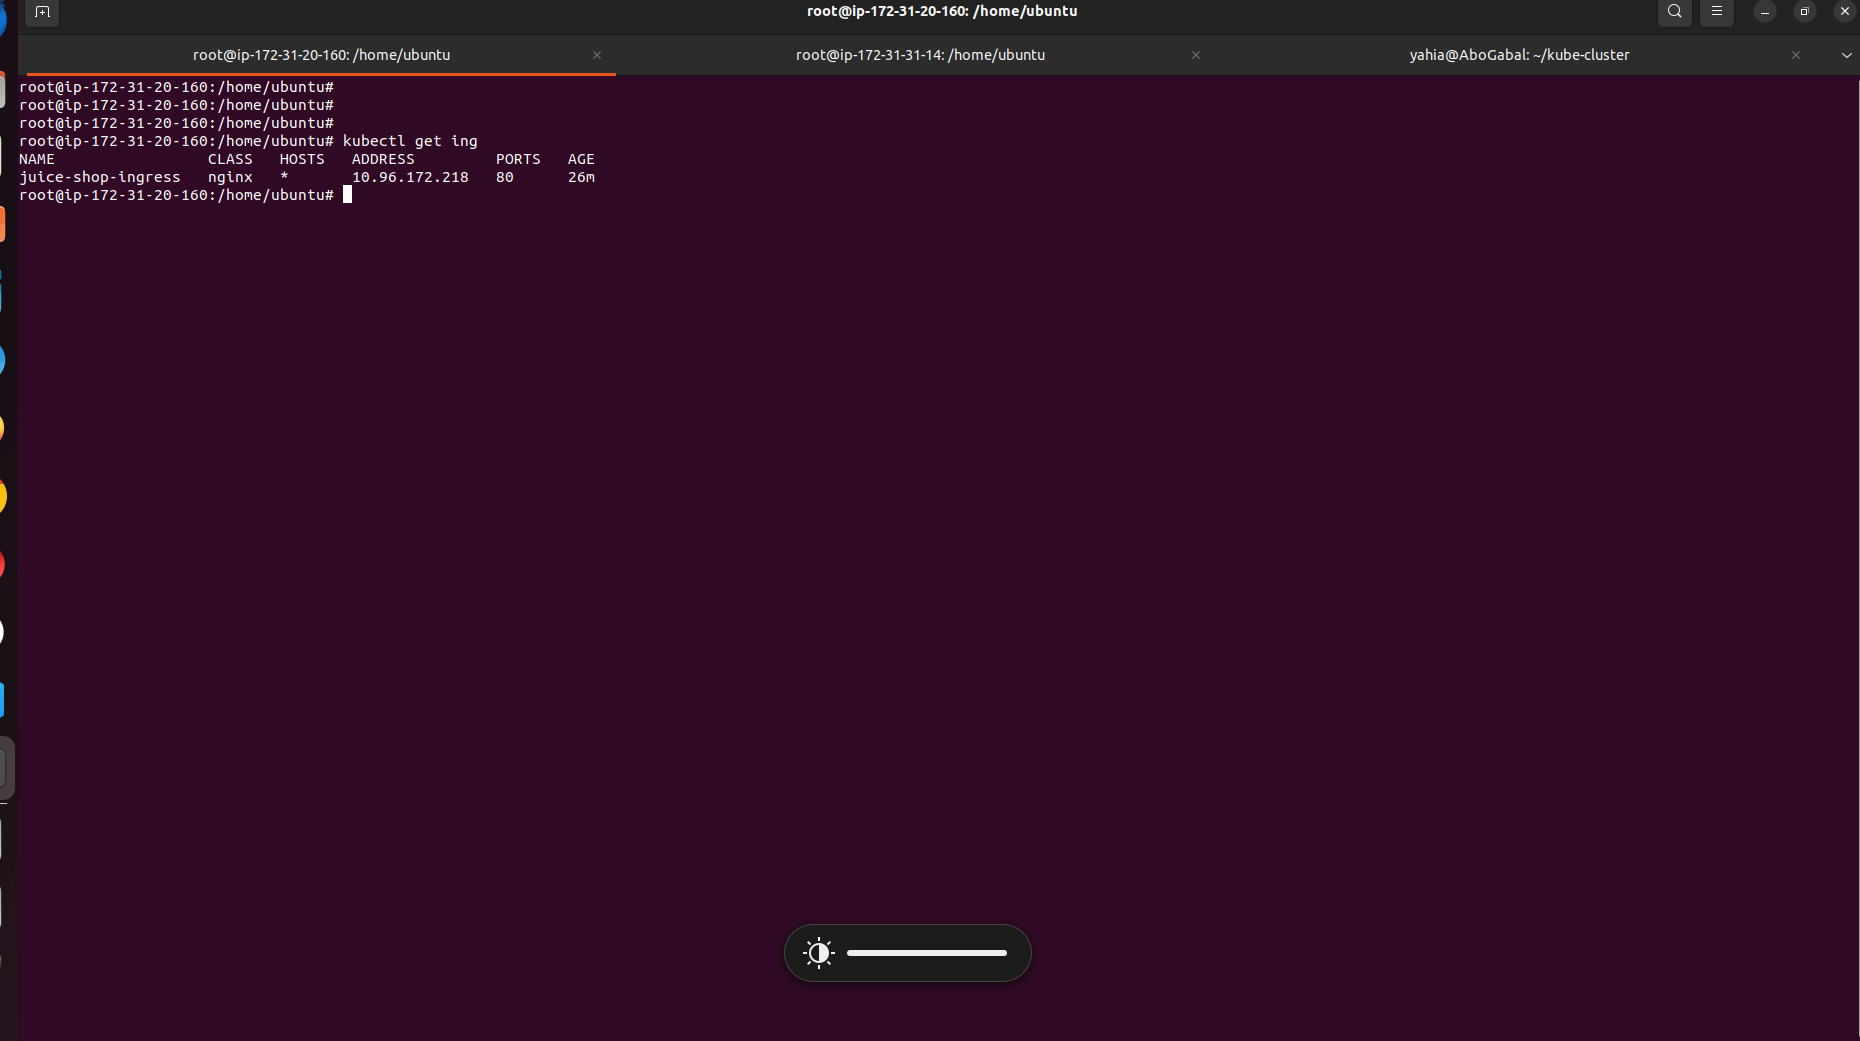 root@ip-172-31-20-160: /home/ubuntu
root@ip-172-31-20-160: /home/ubuntu
root@ip-172-31-31-14: /home/ubuntu
yahia@AboGabal: ~/kube-cluster
root@ip-172-31-20-160:/home/ubuntu#
root@ip-172-31-20-160:/home/ubuntu#
root@ip-172-31-20-160:/home/ubuntu#
root@ip-172-31-20-160:/home/ubuntu# kubectl get ing
NAME CLASS HOSTS ADDRESS PORTS AGE
juice-shop-ingress nginx * 10.96.172.218 80 26m
root@ip-172-31-20-160:/home/ubuntu#